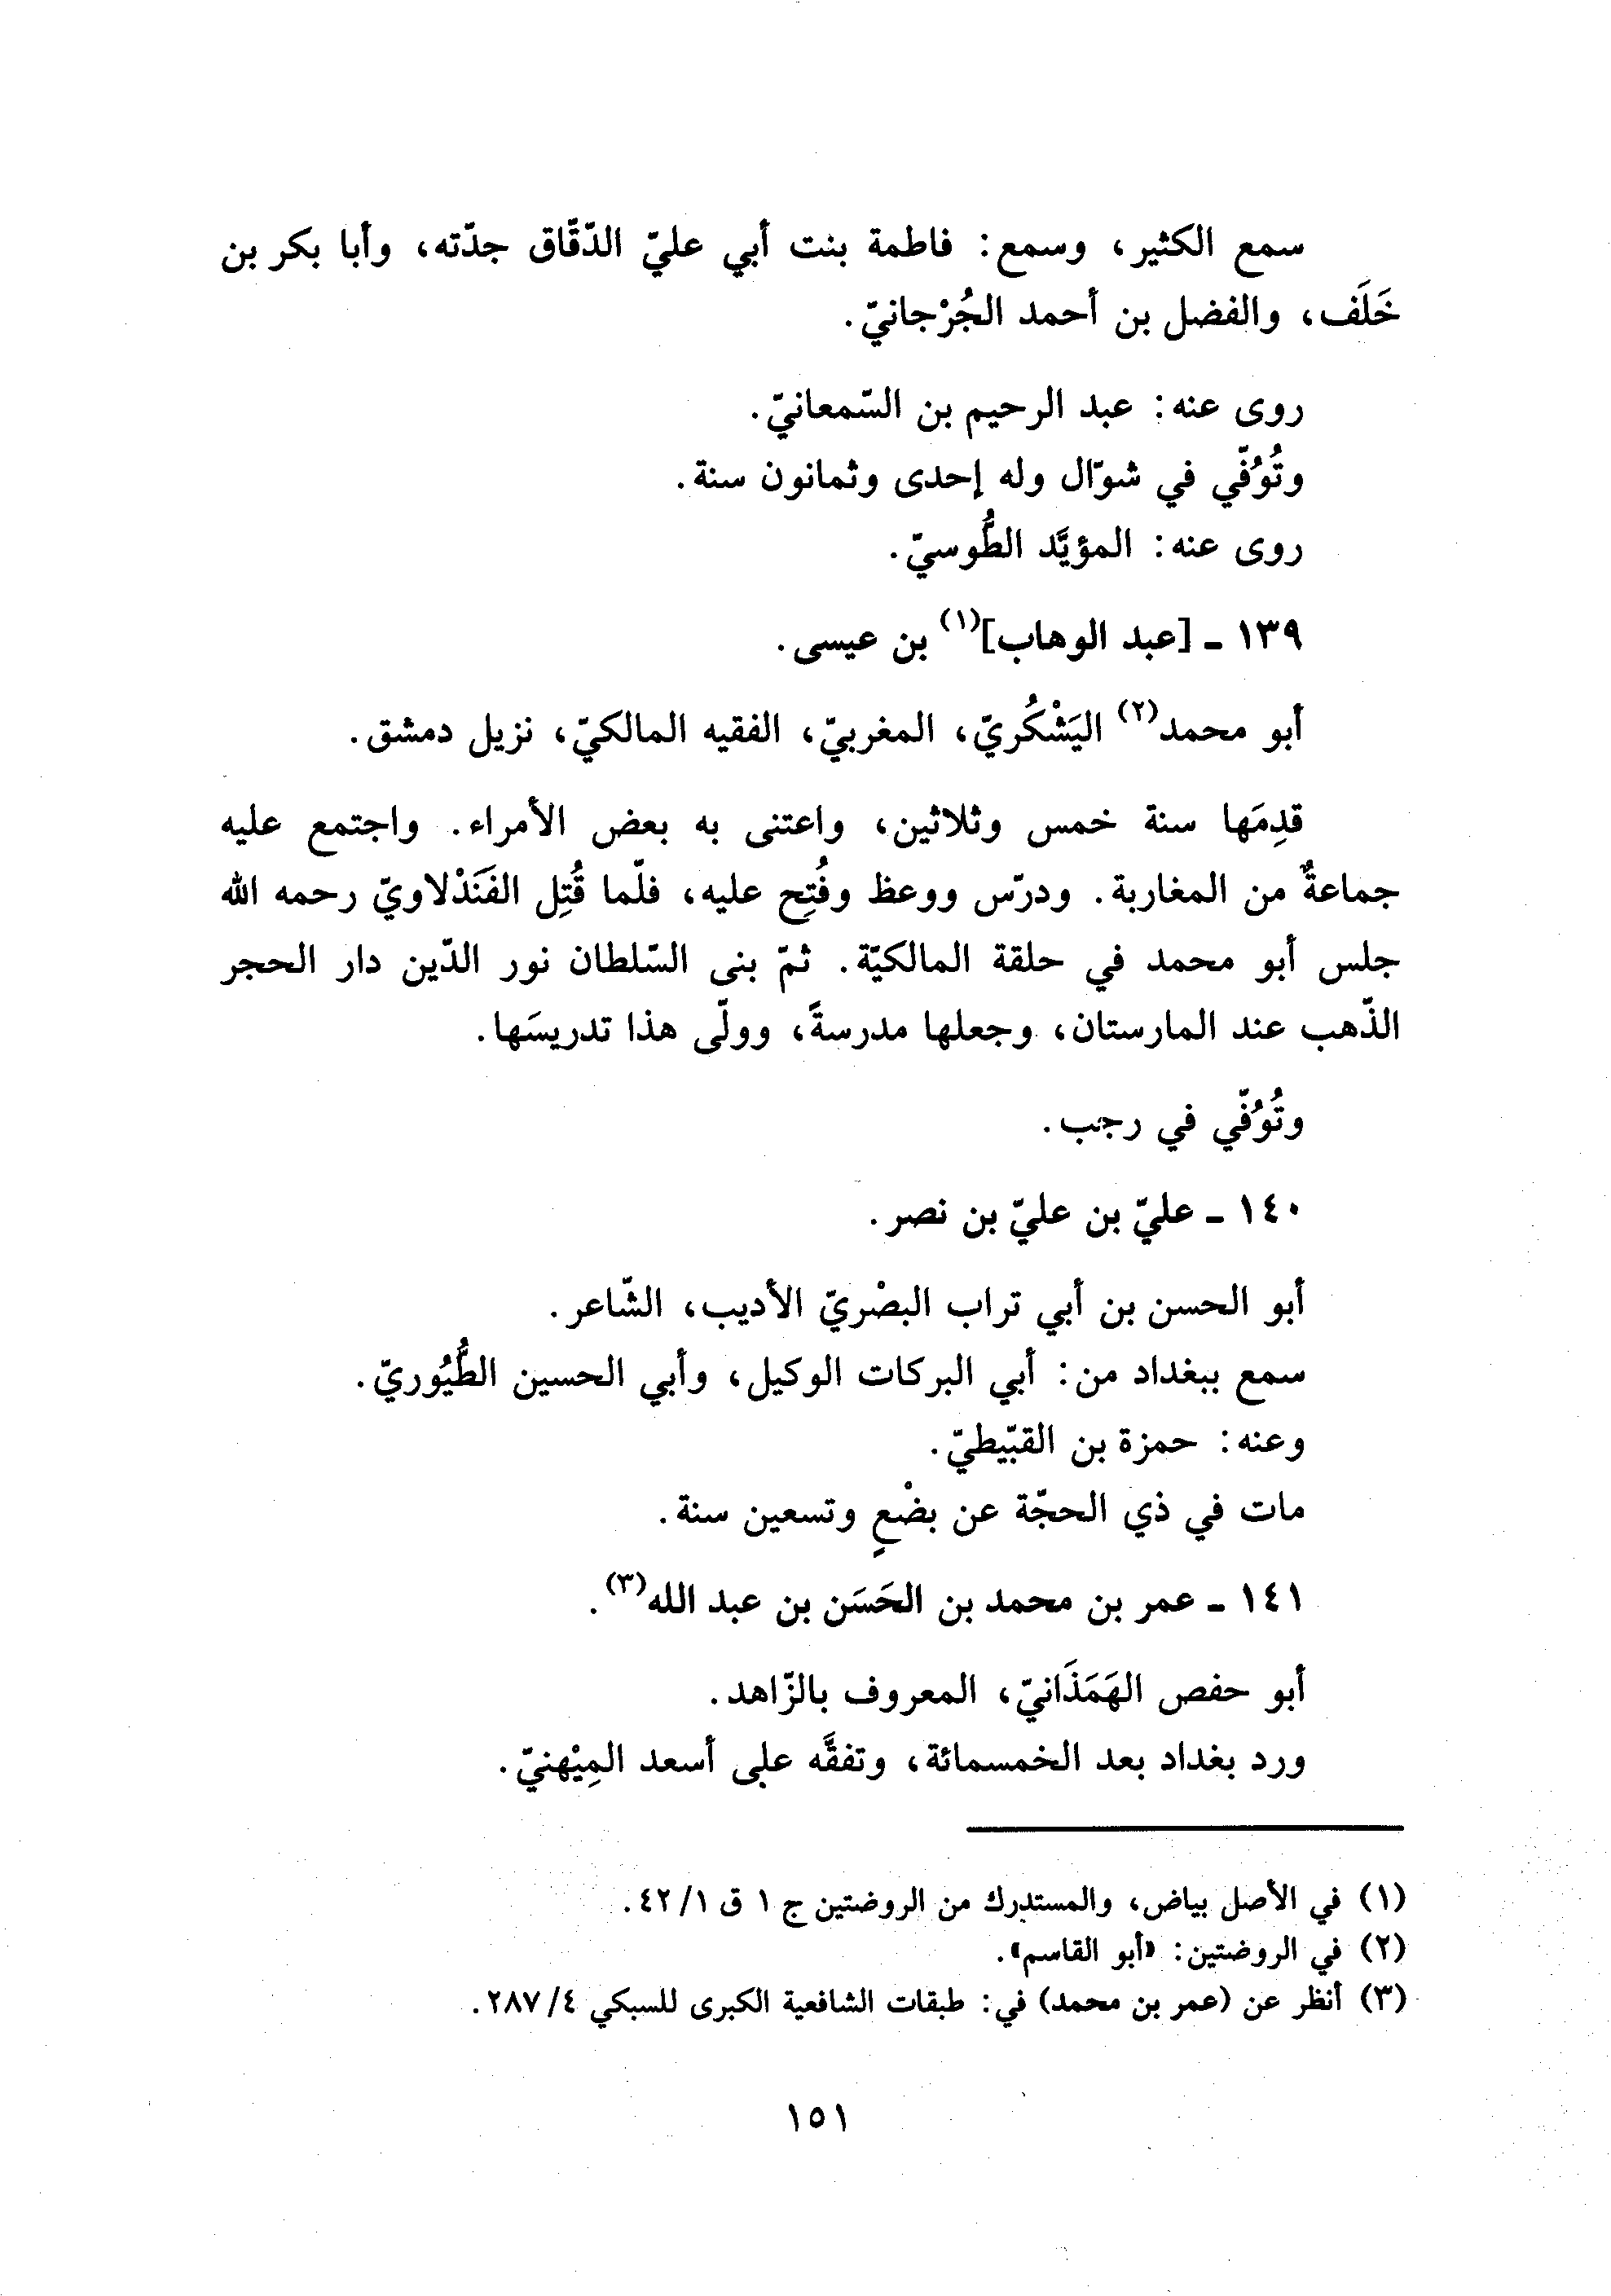 سمع الكثير، وسمع: فاطمة بنت أبي عليّ الدّقّاق جدّته، وأبا بكر بن
خَلَف، والفضل بن أحمد الجُرْجانيّ.
روى عنه: عبد الرحيم بن السّمعانيّ.
وتُوُفّي في شوّال وله إحدى وثمانون سنة.
روى عنه: المؤيَّد الطُّوسيّ.
١٣٩ ـ [عبد الوهاب](١) بن عيسى.
أبو محمد(٢) اليَشْكُريّ، المغربيّ، الفقيه المالكيّ، نزيل دمشق.
قدِمَها سنة خمس وثلاثين، واعتنى به بعض الأمراء. واجتمع عليه
جماعةٌ من المغاربة. ودرّس ووعظ وفُتِح عليه، فلّما قُتِل الفَنَدْلاويّ رحمه الله
جلس أبو محمد في حلقة المالكيّة. ثمّ بنى السّلطان نور الدّين دار الحجر
الذّهب عند المارستان، وجعلها مدرسةً، وولّى هذا تدريسَها.
وتُوُفّي في رجب.
١٤٠ ـ عليّ بن عليّ بن نصر.
أبو الحسن بن أبي تراب البصْريّ الأديب، الشّاعر.
سمع ببغداد من: أبي البركات الوكيل، وأبي الحسين الطُّيُوريّ.
وعنه: حمزة بن القبّيطيّ.
مات في ذي الحجّة عن بضْعٍ وتسعين سنة.
١٤١ ـ عمر بن محمد بن الحَسَن بن عبد الله(٣).
أبو حفص الهَمَذَانيّ، المعروف بالزّاهد.
ورد بغداد بعد الخمسمائة، وتفقَّه على أسعد المِيْهنيّ.
(١) في الأصل بياض، والمستدرك من الروضتين ج ١ ق ١/ ٤٢.
(٢) في الروضتين: «أبو القاسم».
(٣) أنظر عن (عمر بن محمد) في: طبقات الشافعية الكبرى للسبكي ٤/ ٢٨٧.
١٥١